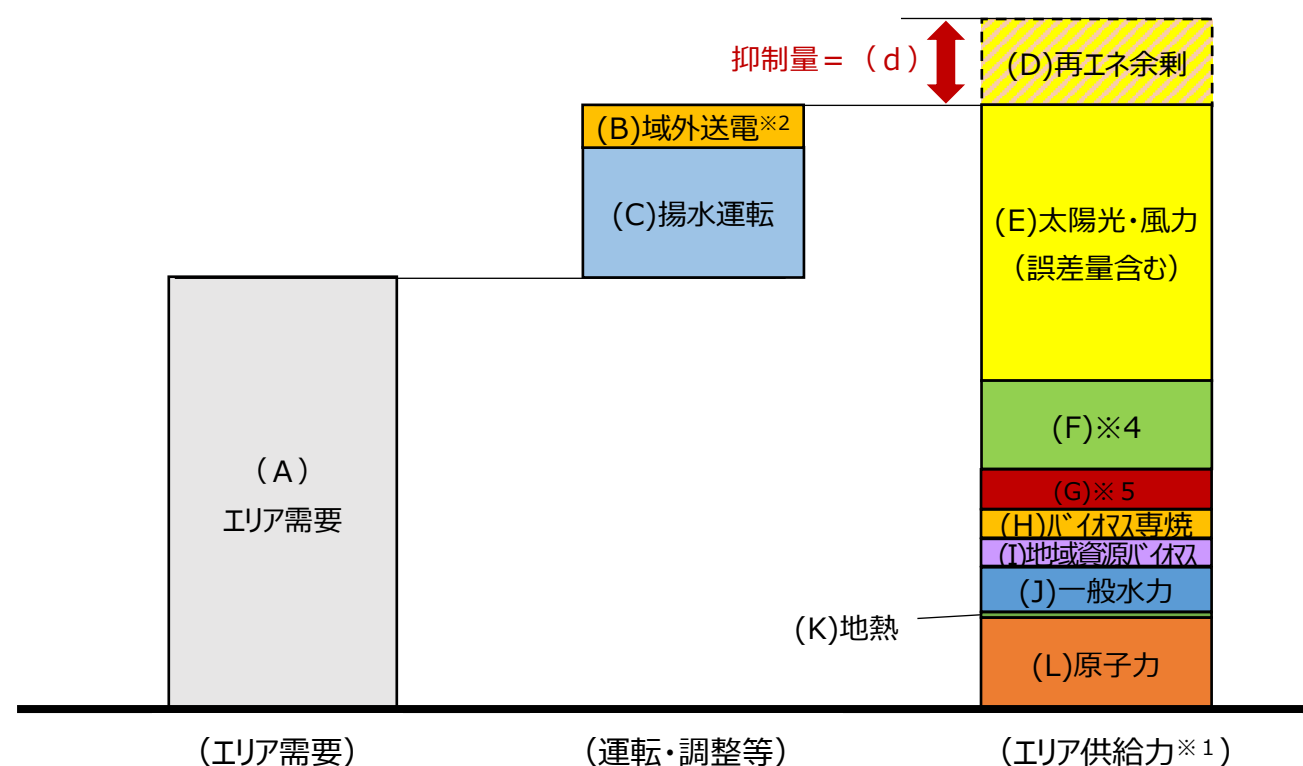 抑制量＝（ｄ）
(D)再エネ余剰
(B)域外送電※2
(C)揚水運転
(E)太陽光・風力
（誤差量含む）
(F)※4
（Ａ）
エリア需要
(G)※５
(H)バイオマス専焼
(I)地域資源バイオマス
(J)一般水力
(K)地熱
(L)原子力
（エリア需要）
（運転・調整等）
（エリア供給力※１）